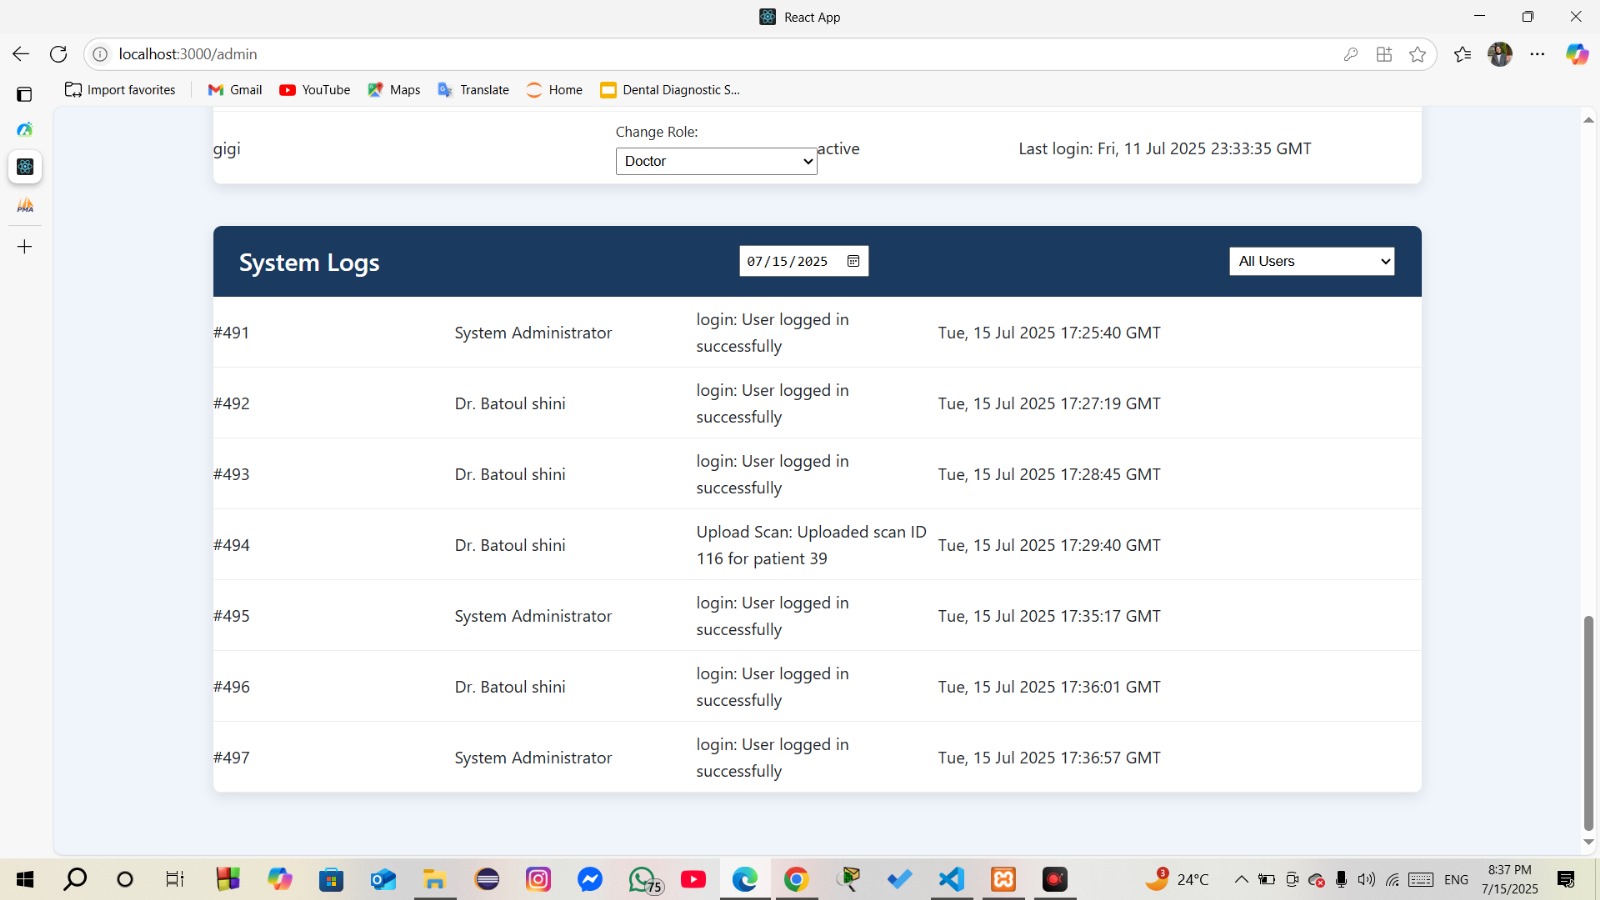 React App
localhost:3000/admin
Import favorites
Gmail
YouTube
Maps
Translate
Home
Dental Diagnostic S...
PMA
gigi
Change Role:
Doctor
active
Last login: Fri, 11 Jul 2025 23:33:35 GMT
System Logs
07/15/2025
All Users
#491 System Administrator login: User logged in Tue, 15 Jul 2025 17:25:40 GMT
successfully
#492 Dr. Batoul shini login: User logged in Tue, 15 Jul 2025 17:27:19 GMT
successfully
#493 Dr. Batoul shini login: User logged in Tue, 15 Jul 2025 17:28:45 GMT
successfully
#494 Dr. Batoul shini Upload Scan: Uploaded scan ID Tue, 15 Jul 2025 17:29:40 GMT
116 for patient 39
#495 System Administrator login: User logged in Tue, 15 Jul 2025 17:35:17 GMT
successfully
#496 Dr. Batoul shini login: User logged in Tue, 15 Jul 2025 17:36:01 GMT
successfully
#497 System Administrator login: User logged in Tue, 15 Jul 2025 17:36:57 GMT
successfully
75
3
24°C
ENG
8:37 PM
7/15/2025